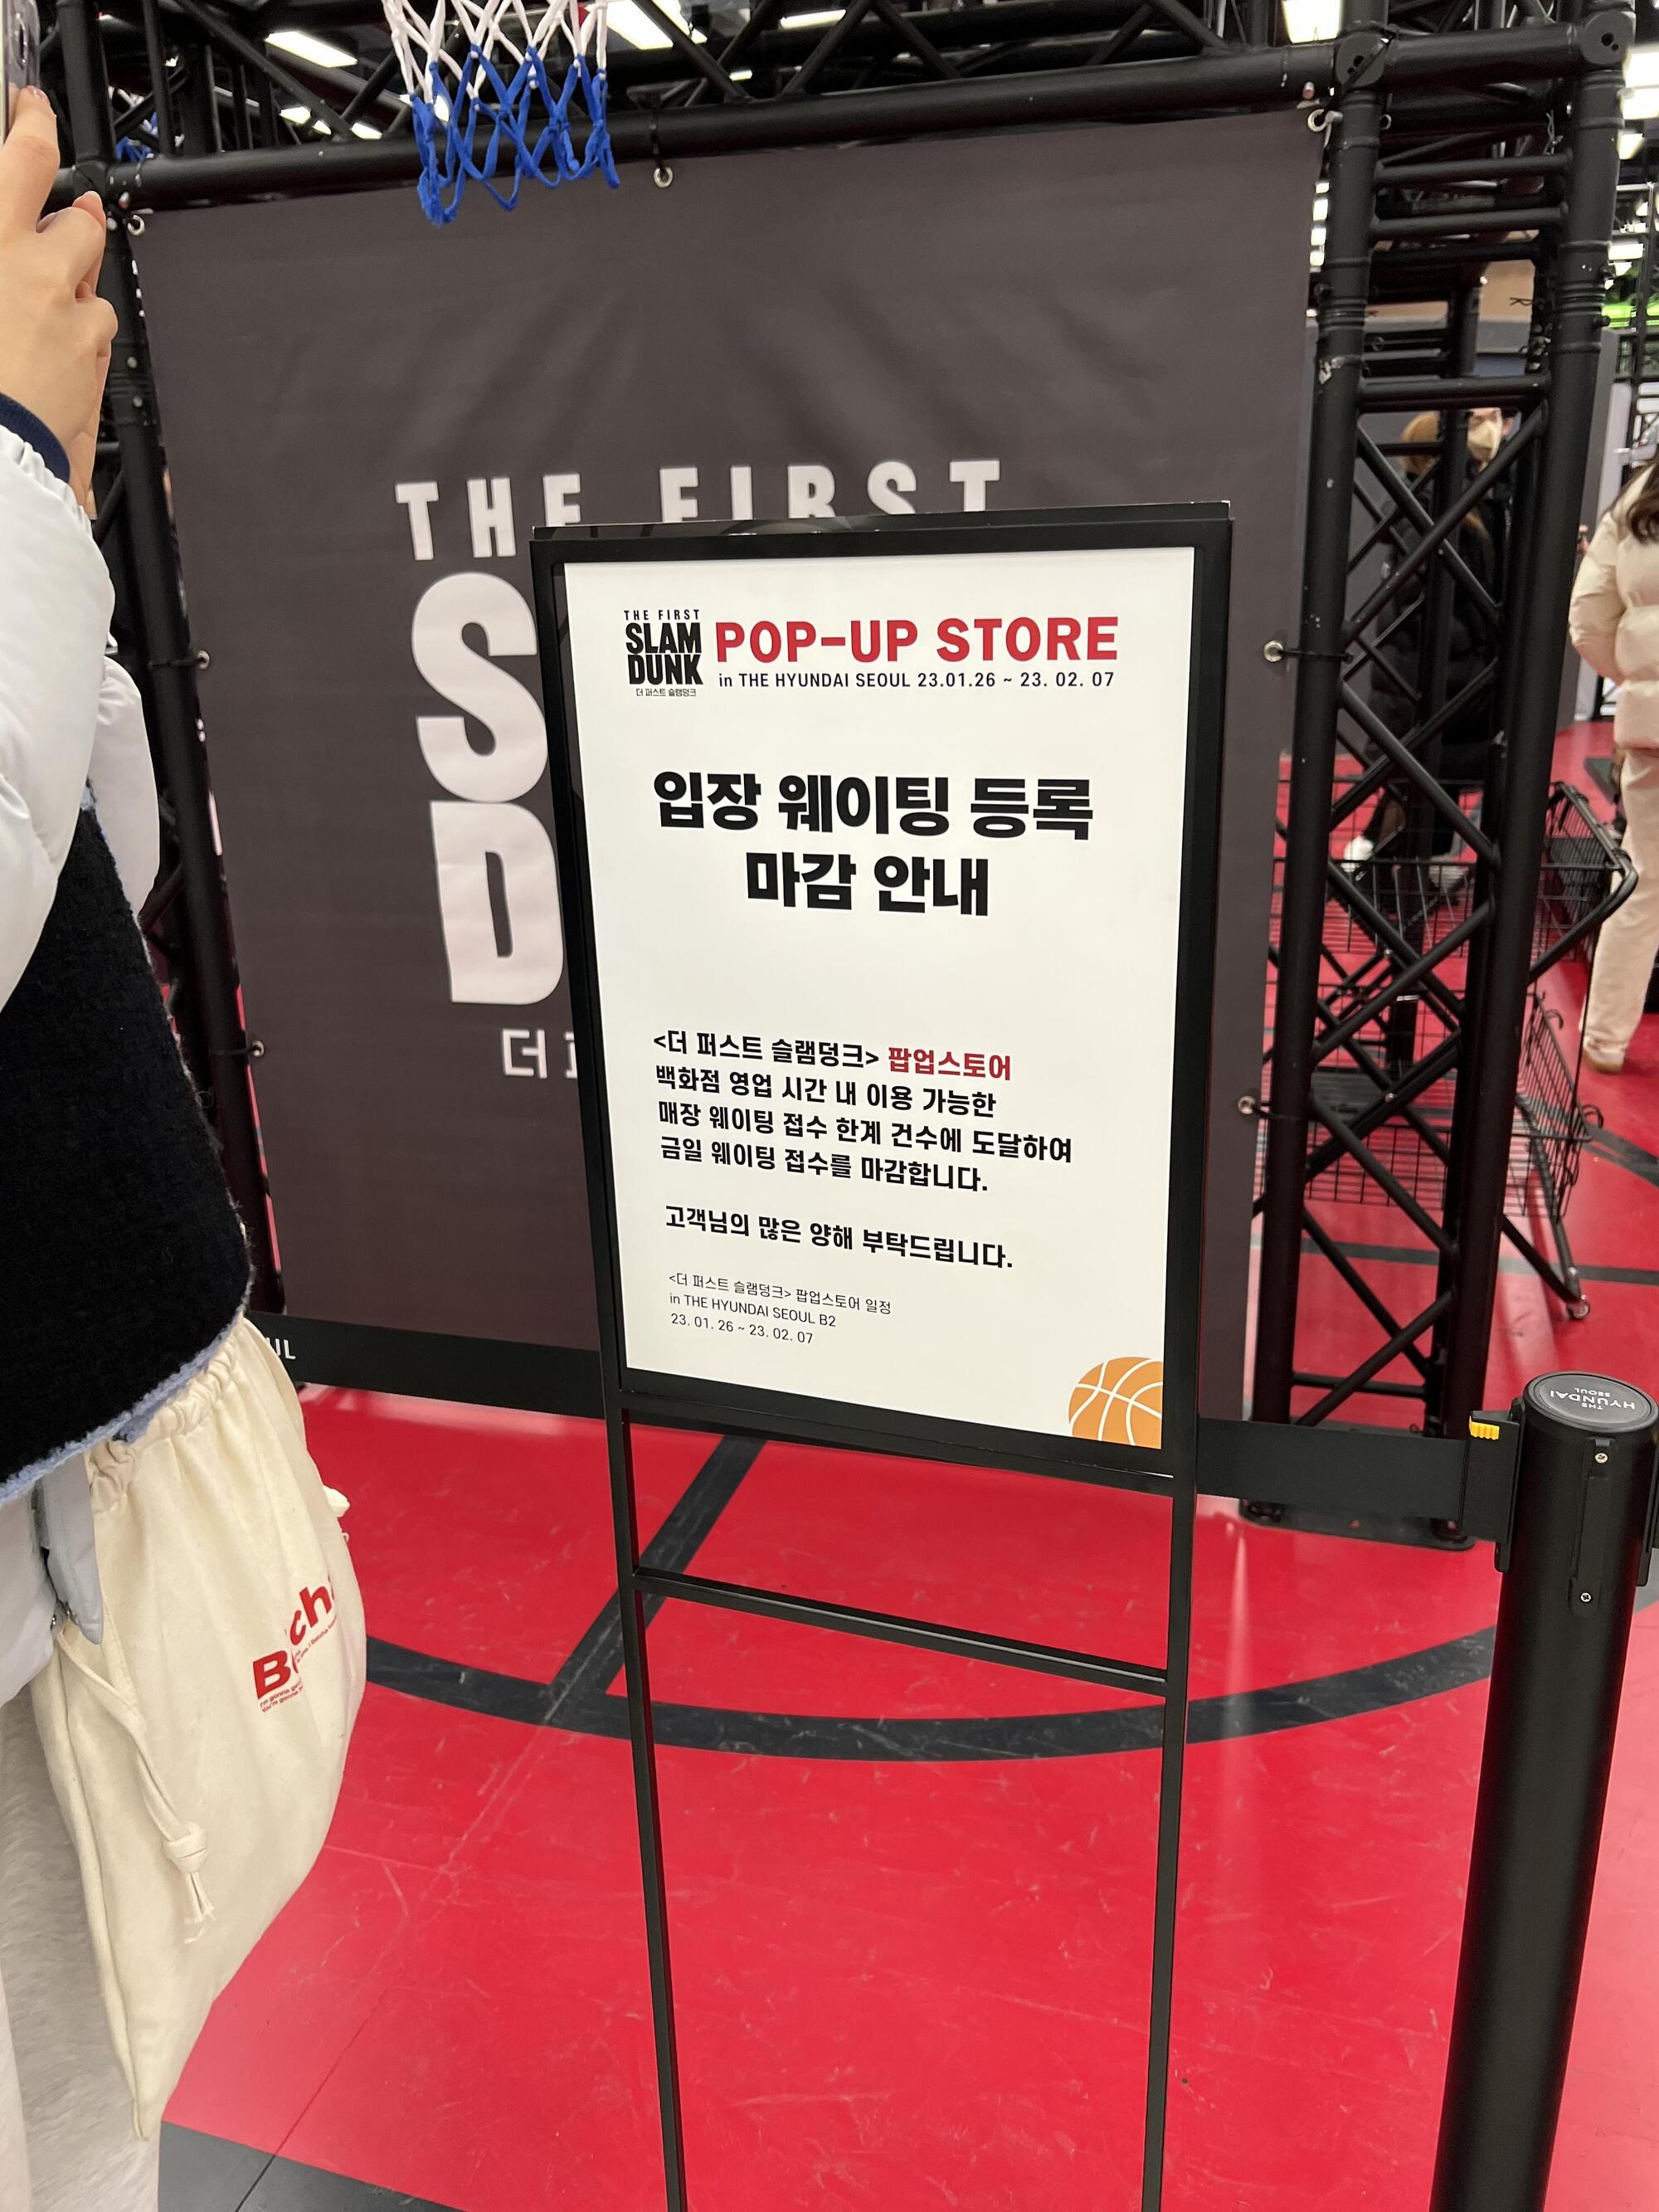 THE FIRST
S
D
더
THE FIRST
SLAM
DUNK
더 퍼스트 슬램덩크
POP-UP STORE
in THE HYUNDAI SEOUL 23.01.26 ~ 23. 02. 07
입장 웨이팅 등록
마감 안내
<더 퍼스트 슬램덩크> 팝업스토어
백화점 영업 시간 내 이용 가능한
매장 웨이팅 접수 한계 건수에 도달하여
금일 웨이팅 접수를 마감합니다.
고객님의 많은 양해 부탁드립니다.
<더 퍼스트 슬램덩크> 팝업스토어 일정
in THE HYUNDAI SEOUL B2
23. 01. 26 ~ 23. 02. 07
THE
HYUNDAI
SEOUL